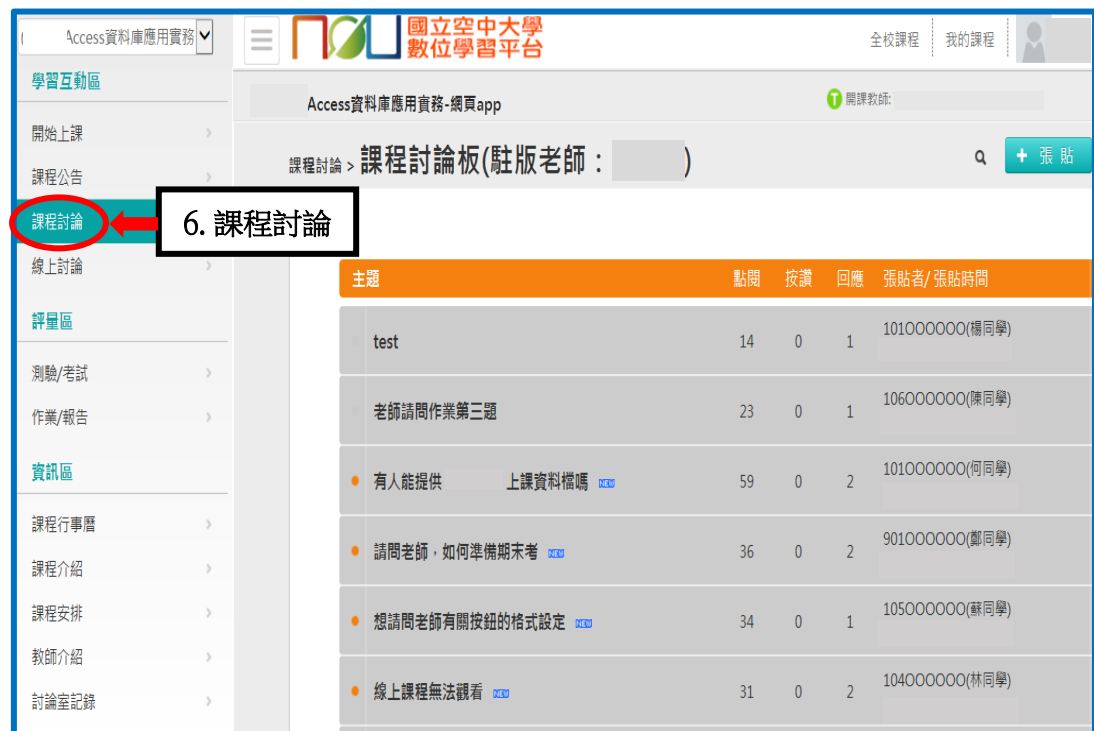 Access資料庫應用實務
學習互動區
開始上課
課程公告
課程討論
線上討論
評量區
測驗/考試
作業/報告
資訊區
課程行事曆
課程介紹
課程安排
教師介紹
討論室記錄
6. 課程討論
nou 國立空中大學
數位學習平台
全校課程 我的課程
Access資料庫應用實務-網頁app
T 開課教師:
課程討論 > 課程討論板(駐版老師： )
+ 張 貼
主題 點閱 按讚 回應 張貼者/ 張貼時間
test 14 0 1 101OOOOOO(楊同學)
老師請問作業第三題 23 0 1 106OOOOOO(陳同學)
有人能提供 上課資料檔嗎 NEW 59 0 2 101OOOOOO(何同學)
請問老師，如何準備期末考 NEW 36 0 2 901OOOOOO(鄭同學)
想請問老師有關按鈕的格式設定 NEW 34 0 1 105OOOOOO(蘇同學)
線上課程無法觀看 NEW 31 0 2 104OOOOOO(林同學)